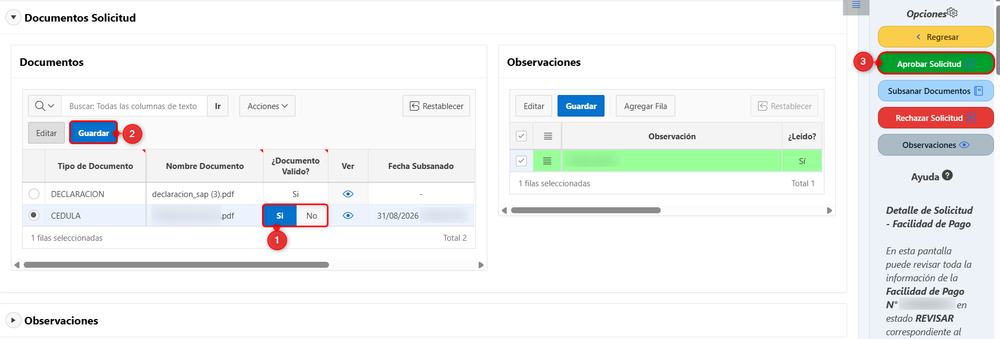 Documentos Solicitud
Documentos
Buscar: Todas las columnas de texto
Ir
Acciones
Restablecer
Editar
Guardar
2
Tipo de Documento
Nombre Documento
¿Documento
Valido?
Ver
Fecha Subsanado
DECLARACION
declaracion_sap (3).pdf
Si
-
CEDULA
.pdf
Si
No
31/08/2026
1 filas seleccionadas
Total 2
1
Observaciones
Editar
Guardar
Agregar Fila
Restablecer
Observación
¿Leido?
Sí
1 filas seleccionadas
Total 1
Observaciones
Opciones
Regresar
3
Aprobar Solicitud
Subsanar Documentos
Rechazar Solicitud
Observaciones
Ayuda ?
Detalle de Solicitud
- Facilidad de Pago
En esta pantalla
puede revisar toda la
información de la
Facilidad de Pago
N° en
estado REVISAR
correspondiente al